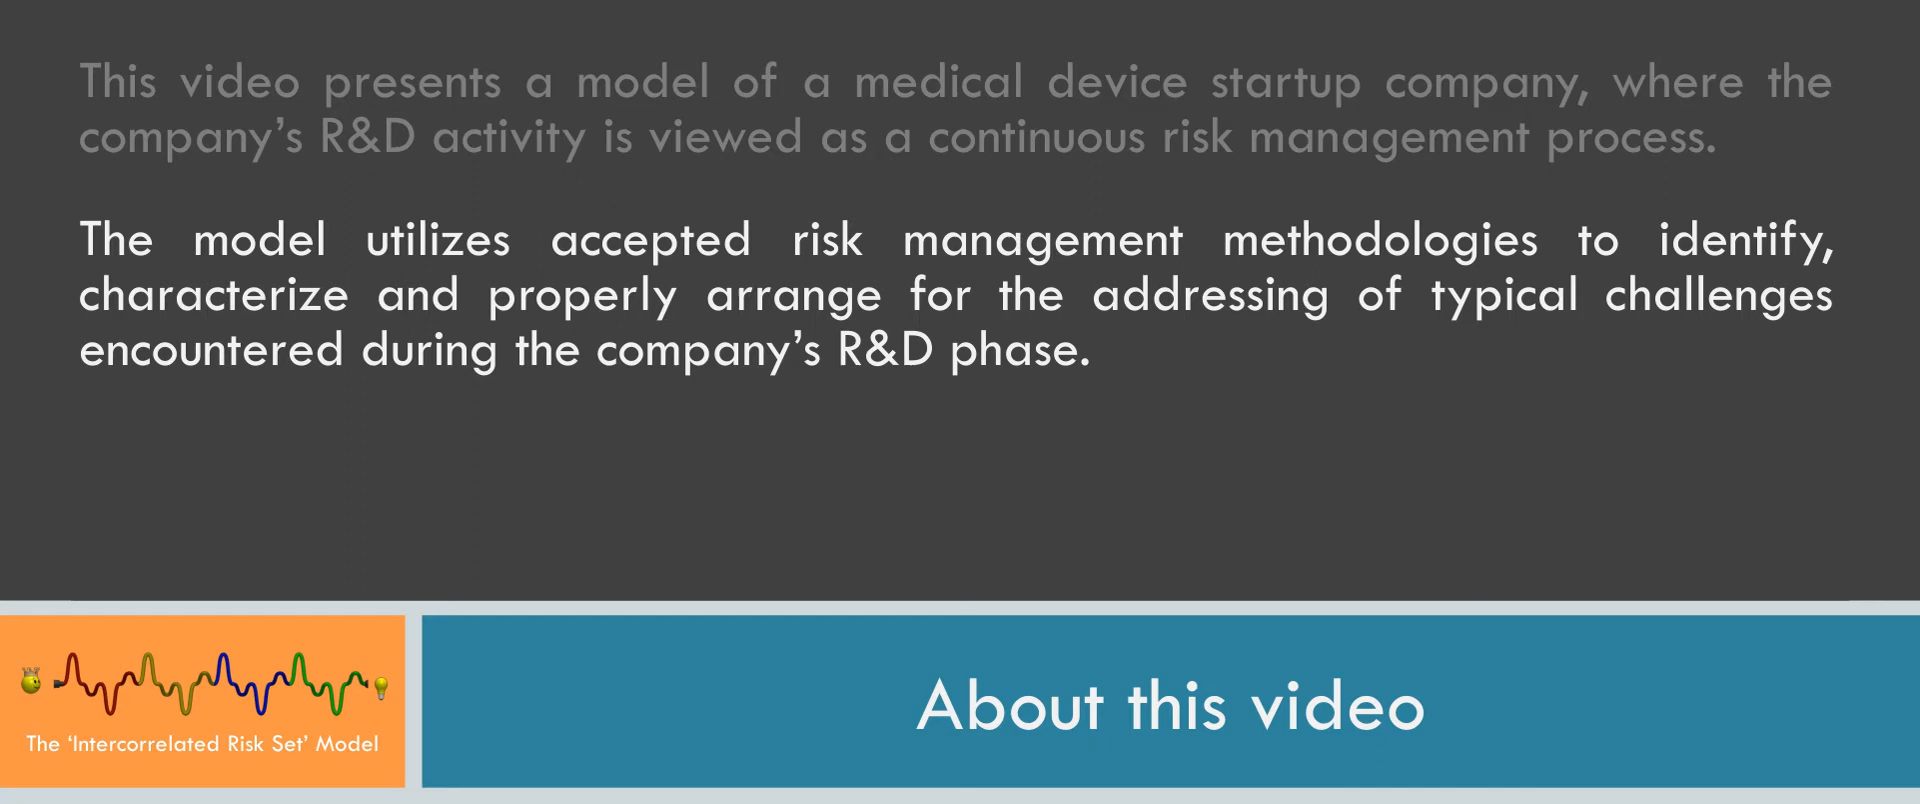 This video presents a model of a medical device startup company, where the
company’s R&D activity is viewed as a continuous risk management process.
The model utilizes accepted risk management methodologies to identify,
characterize and properly arrange for the addressing of typical challenges
encountered during the company’s R&D phase.
The ‘Intercorrelated Risk Set’ Model
About this video